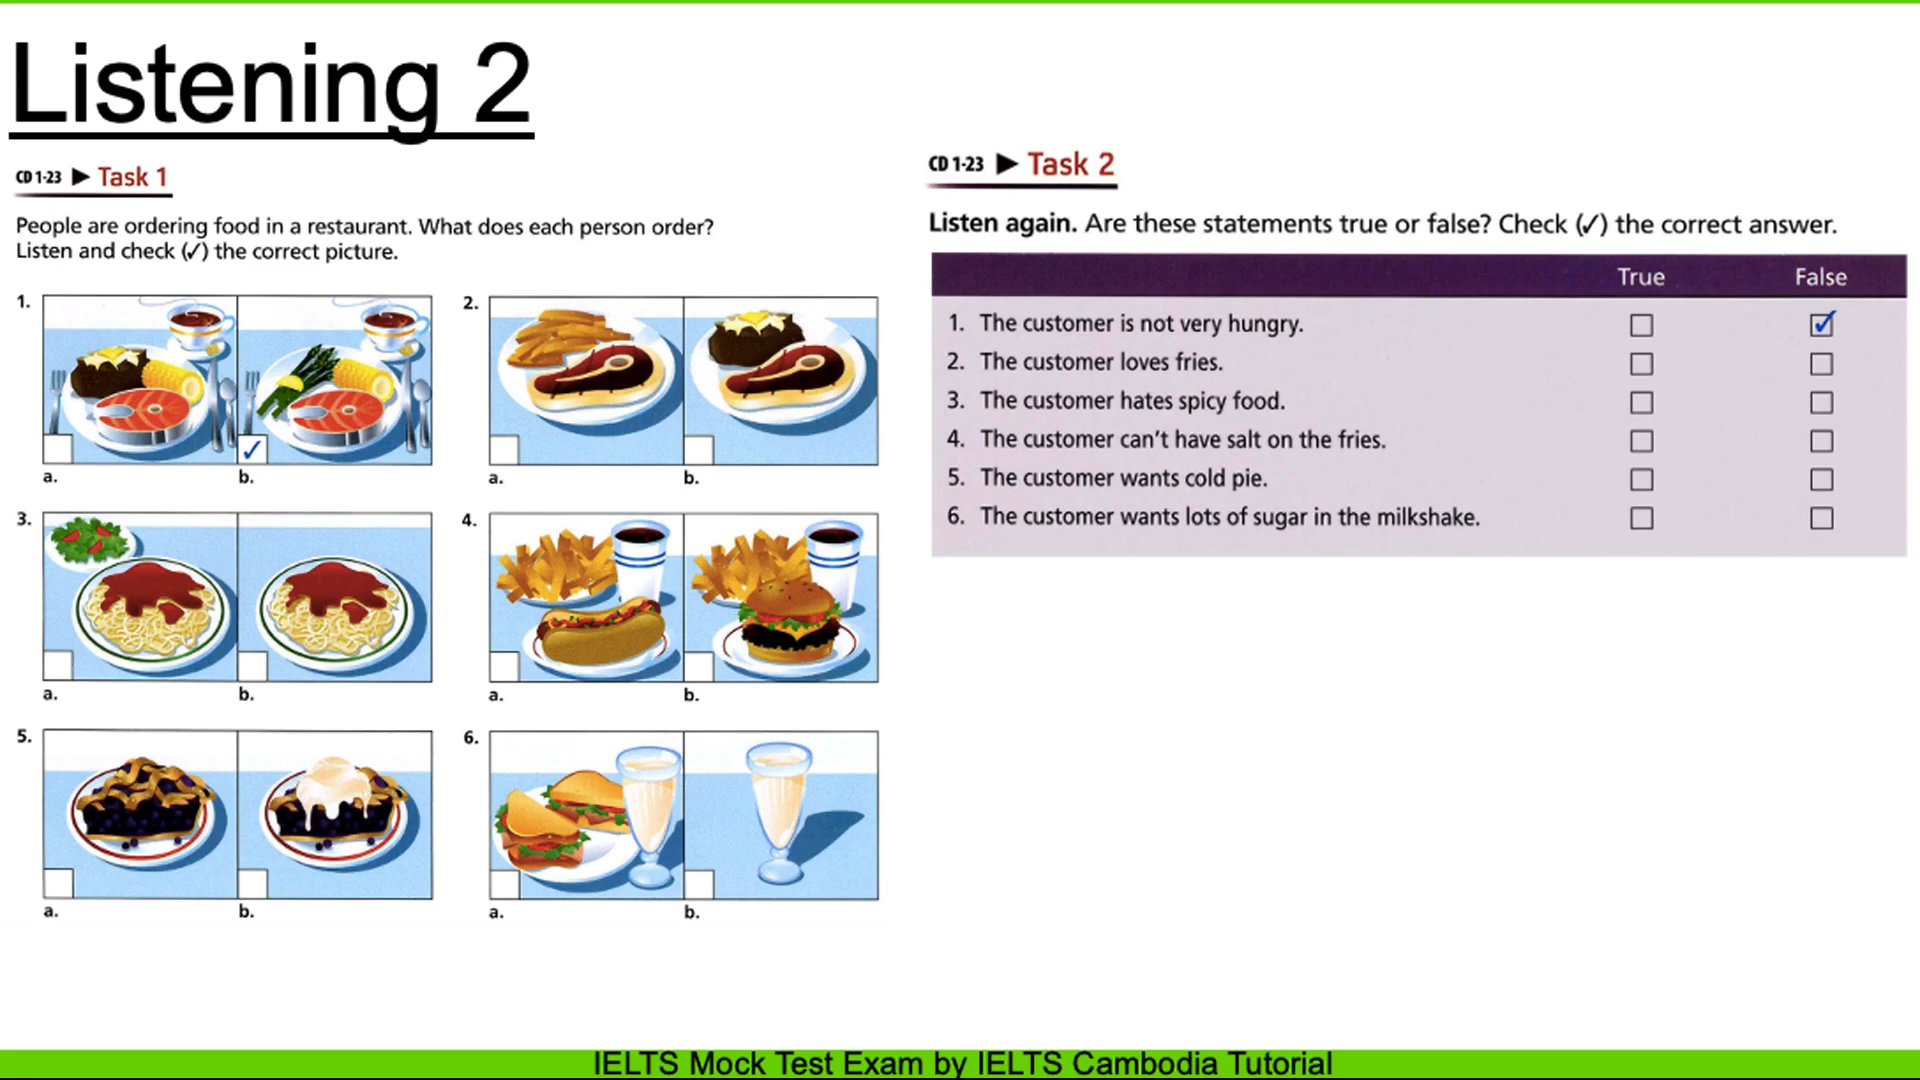 Listening 2
CD 1-23 ▶ Task 1
People are ordering food in a restaurant. What does each person order?
Listen and check (✓) the correct picture.
1.
a.
✓
b.
2.
a.
b.
3.
a.
b.
4.
a.
b.
5.
a.
b.
6.
a.
b.
CD 1-23 ▶ Task 2
Listen again. Are these statements true or false? Check (✓) the correct answer.
True False
1. The customer is not very hungry. ☐ ☑
2. The customer loves fries. ☐ ☐
3. The customer hates spicy food. ☐ ☐
4. The customer can't have salt on the fries. ☐ ☐
5. The customer wants cold pie. ☐ ☐
6. The customer wants lots of sugar in the milkshake. ☐ ☐
IELTS Mock Test Exam by IELTS Cambodia Tutorial